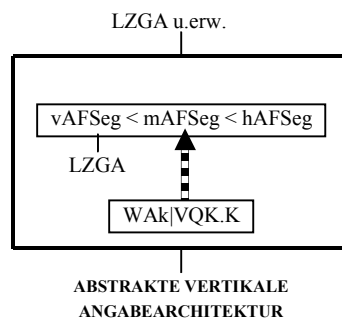 LZGA u.erw.
vAFSeg < mAFSeg < hAFSeg
LZGA
WAk|VQK.K
ABSTRAKTE VERTIKALE
ANGABEARCHITEKTUR